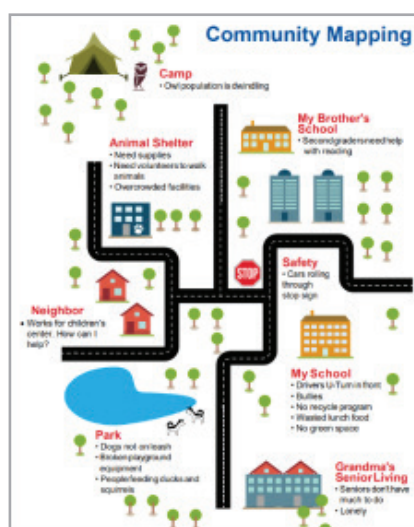 Community Mapping
Camp
• Owl population is dwindling
My Brother's
School
• Second graders need help
with reading
Animal Shelter
• Need supplies
• Need volunteers to walk
animals
• Overcrowded facilities
STOP
Safety
• Cars rolling
through
stop sign
Neighbor
• Works for children's
center. How can I
help?
My School
• Drivers U-Turn in front
• Bullies
• No recycle program
• Wasted lunch food
• No green space
Park
• Dogs not on leash
• Broken playground
equipment
• People feeding ducks and
squirrels
Grandma's
Senior Living
• Seniors don't have
much to do
• Lonely